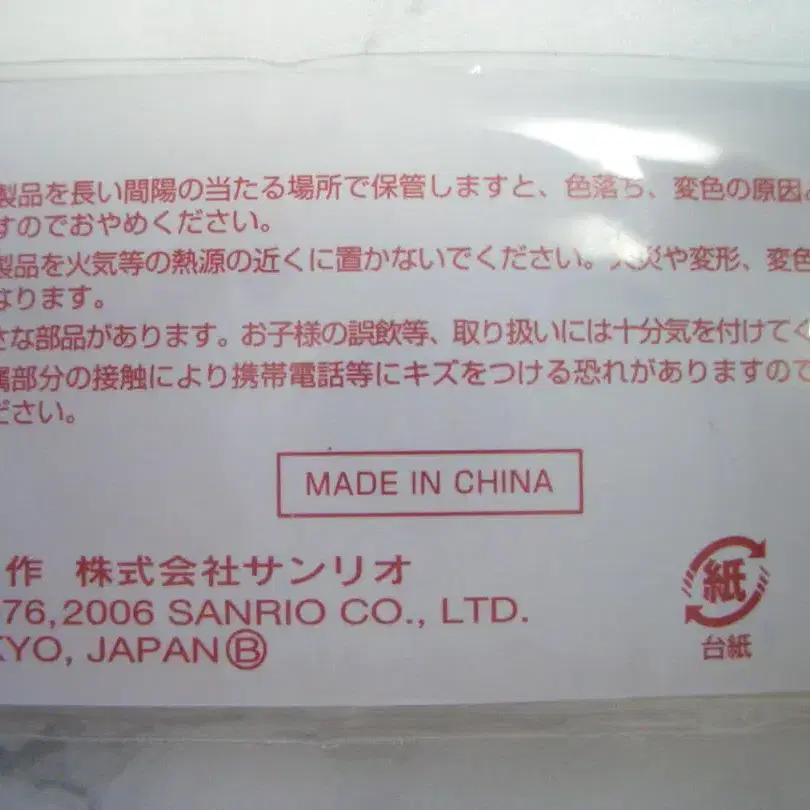 製品を長い間陽の当たる場所で保管しますと、色落ち、変色の原因
すのでおやめください。
製品を火気等の熱源の近くに置かないでください。火災や変形、変色
なります。
さな部品があります。お子様の誤飲等、取り扱いには十分気を付けてく
属部分の接触により携帯電話等にキズをつける恐れがありますので
ださい。
MADE IN CHINA
作 株式会社サンリオ
76,2006 SANRIO CO., LTD.
KYO, JAPAN Ⓑ
紙
台紙